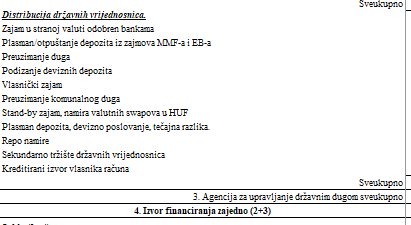 Sveukupno
Distribucija državnih vrijednosnica.
Zajam u stranoj valuti odobren bankama
Plasman/otpuštanje depozita iz zajmova MMF-a i EB-a
Preuzimanje duga
Podizanje deviznih depozita
Vlasnički zajam
Preuzimanje komunalnog duga
Stand-by zajam, namira valutnih swapova u HUF
Plasman depozita, devizno poslovanje, tečajna razlika.
Repo namire
Sekundarno tržište državnih vrijednosnica
Kreditirani izvor vlasnika računa
Sveukupno
3. Agencija za upravljanje državnim dugom sveukupno
4. Izvor financiranja zajedno (2+3)